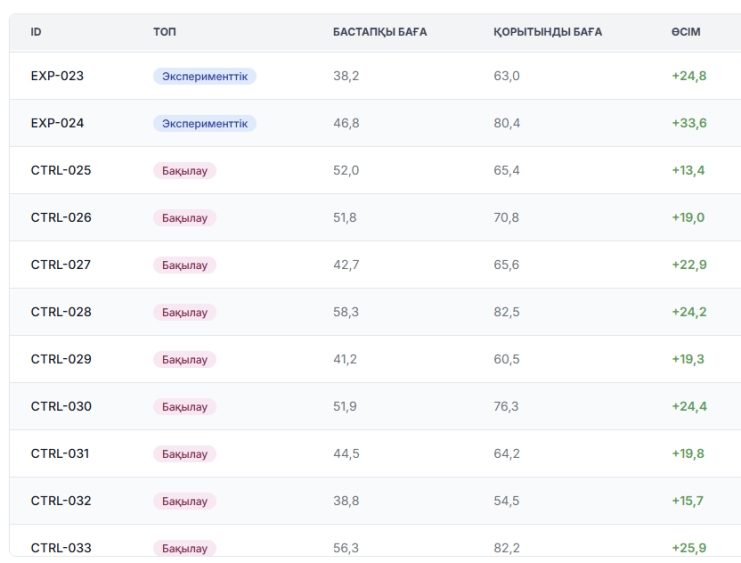 ID ТОП БАСТАПҚЫ БАҒА ҚОРЫТЫНДЫ БАҒА ӨСІМ
EXP-023 Эксперименттік 38,2 63,0 +24,8
EXP-024 Эксперименттік 46,8 80,4 +33,6
CTRL-025 Бақылау 52,0 65,4 +13,4
CTRL-026 Бақылау 51,8 70,8 +19,0
CTRL-027 Бақылау 42,7 65,6 +22,9
CTRL-028 Бақылау 58,3 82,5 +24,2
CTRL-029 Бақылау 41,2 60,5 +19,3
CTRL-030 Бақылау 51,9 76,3 +24,4
CTRL-031 Бақылау 44,5 64,2 +19,8
CTRL-032 Бақылау 38,8 54,5 +15,7
CTRL-033 Бақылау 56,3 82,2 +25,9